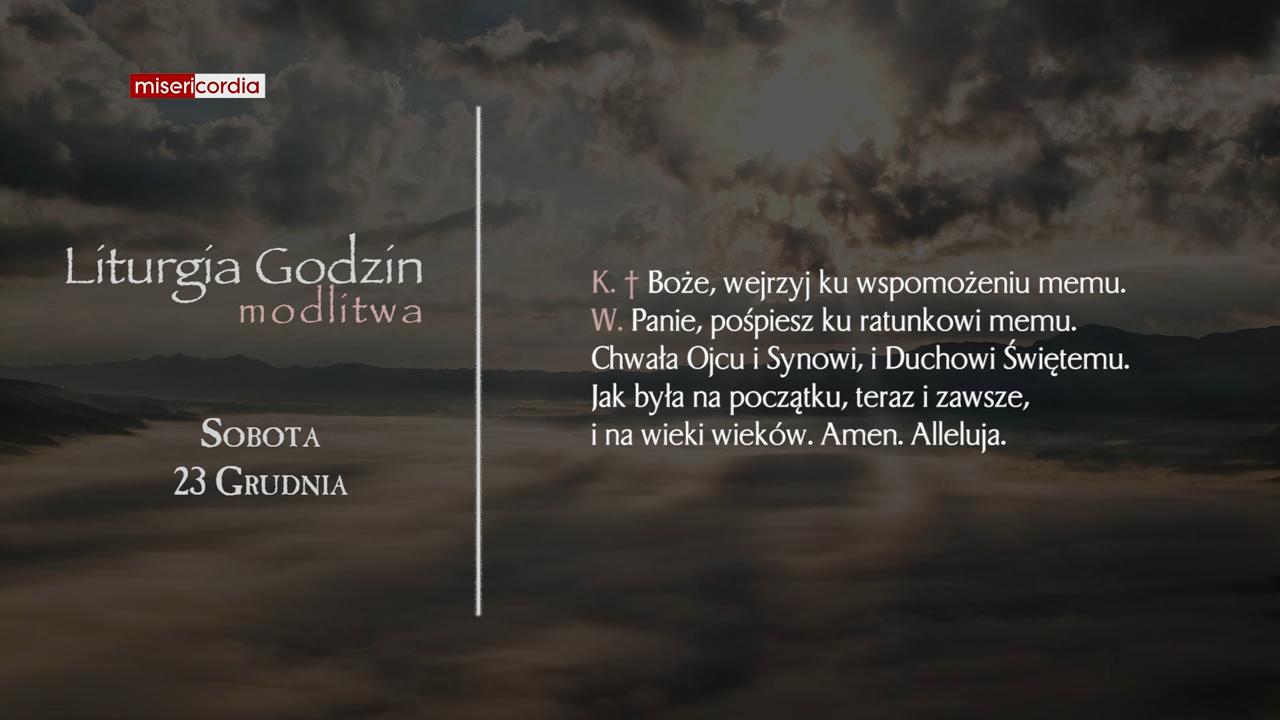 misericordia
Liturgia Godzin
modlitwa
Sobota
23 Grudnia
K. † Boże, wejrzyj ku wspomożeniu memu.
W. Panie, pośpiesz ku ratunkowi memu.
Chwała Ojcu i Synowi, i Duchowi Świętemu.
Jak była na początku, teraz i zawsze,
i na wieki wieków. Amen. Alleluja.